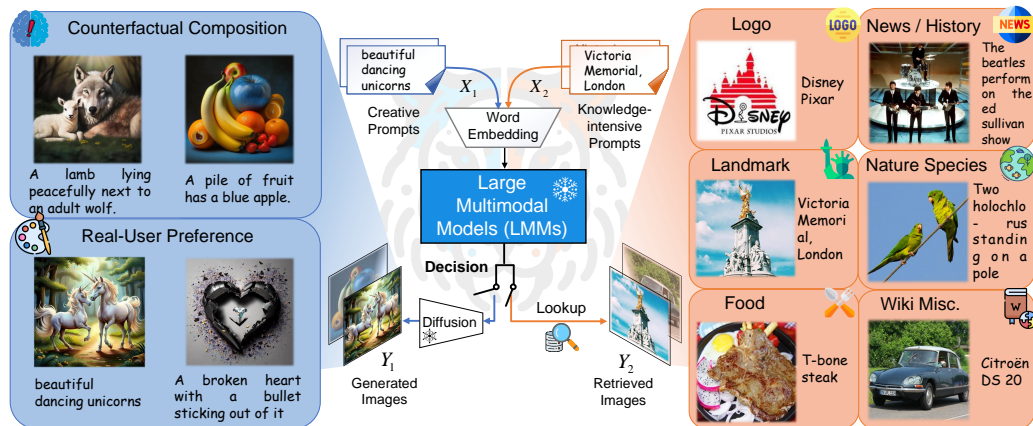 Counterfactual Composition
A lamb lying
peacefully next to
an adult wolf.
A pile of fruit
has a blue apple.
Real-User Preference
beautiful
dancing unicorns
A broken heart
with a bullet
sticking out of it
beautiful
dancing
unicorns
X1
Creative
Prompts
Victoria
Memorial,
London
X2
Knowledge-
intensive
Prompts
Word
Embedding
Large
Multimodal
Models (LMMs)
Decision
Diffusion
Lookup
Y1
Generated
Images
Y2
Retrieved
Images
Logo
LOGO
Disney
PIXAR STUDIOS
Disney
Pixar
News / History
NEWS
The
beatles
perform
on the
ed
sullivan
show
Landmark
Victoria
Memori
al,
London
Nature Species
Two
holochlo
- rus
standin
g on a
pole
Food
T-bone
steak
Wiki Misc.
W
Citroën
DS 20